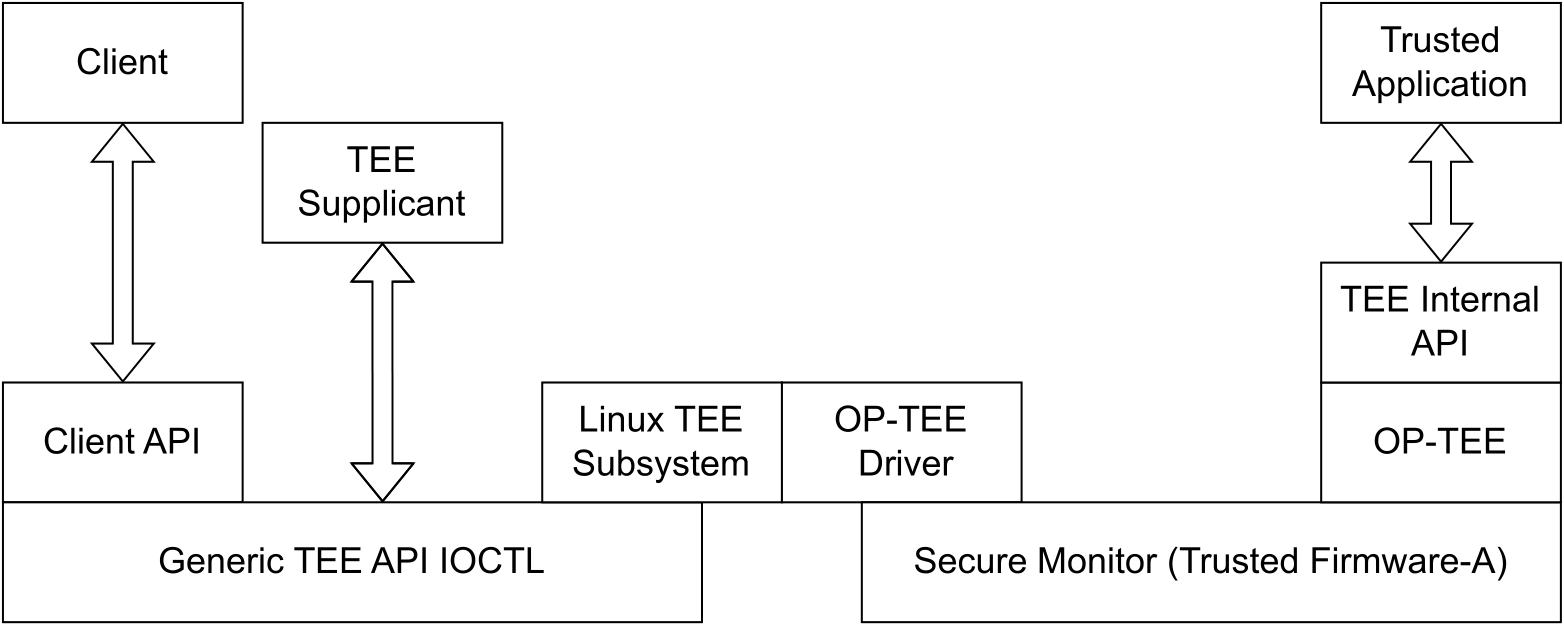 Client
Trusted
Application
TEE
Supplicant
TEE Internal
API
Client API
Linux TEE
Subsystem
OP-TEE
Driver
OP-TEE
Generic TEE API IOCTL
Secure Monitor (Trusted Firmware-A)